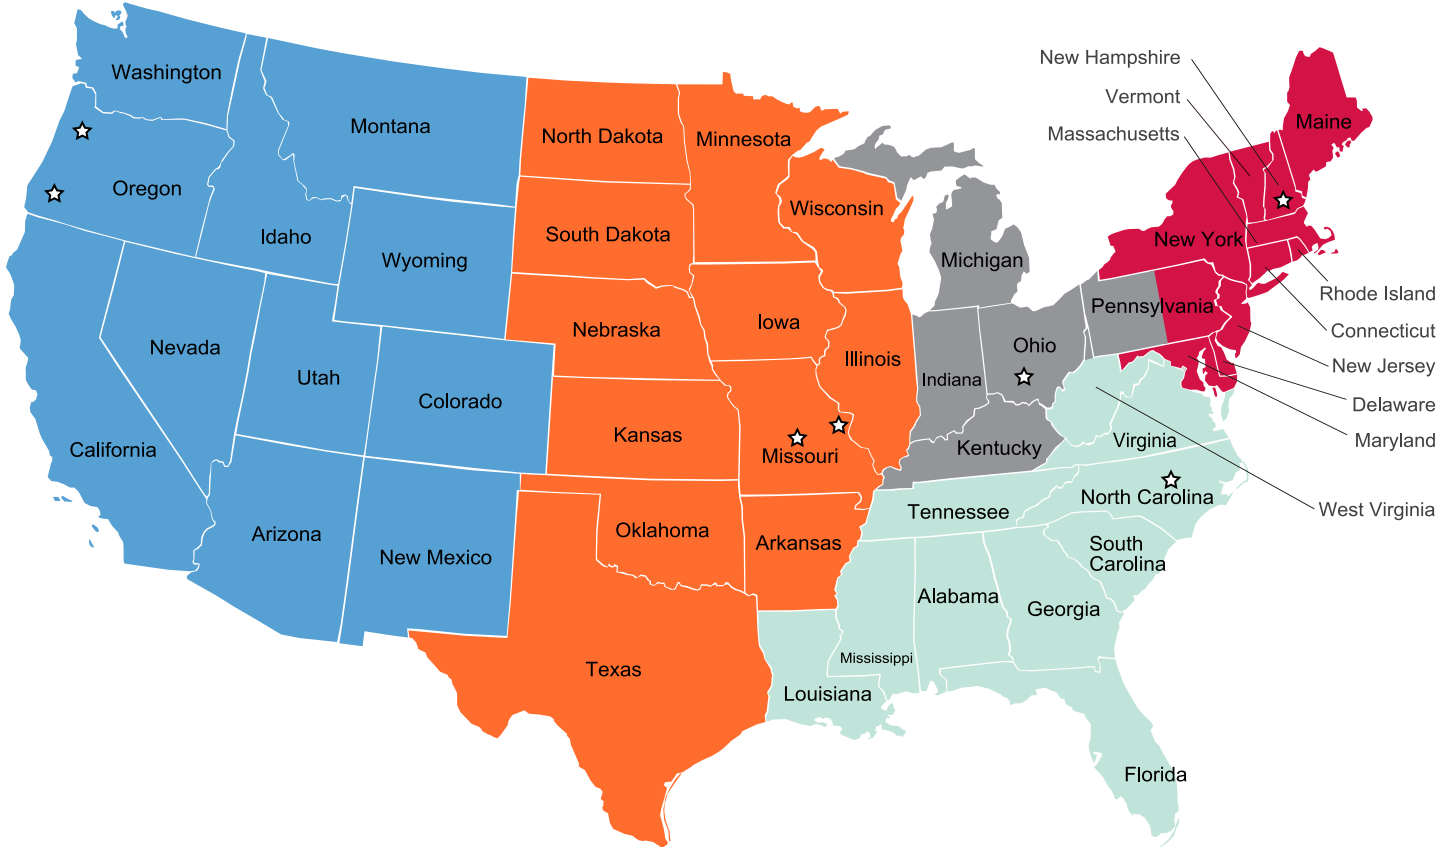 New Hampshire
Washington
Vermont
Maine
Montana
North Dakota
Minnesota
Massachusetts
Oregon
Wisconsin
Idaho
South Dakota
New York
Wyoming
Michigan
Rhode Island
Pennsylvania
Nebraska
Iowa
Connecticut
Nevada
Ohio
Illinois
New Jersey
Utah
Indiana
Colorado
Delaware
California
Kansas
Missouri
Kentucky
Virginia
Maryland
North Carolina
West Virginia
Tennessee
Arizona
New Mexico
Oklahoma
Arkansas
South
Carolina
Alabama
Georgia
Mississippi
Texas
Louisiana
Florida